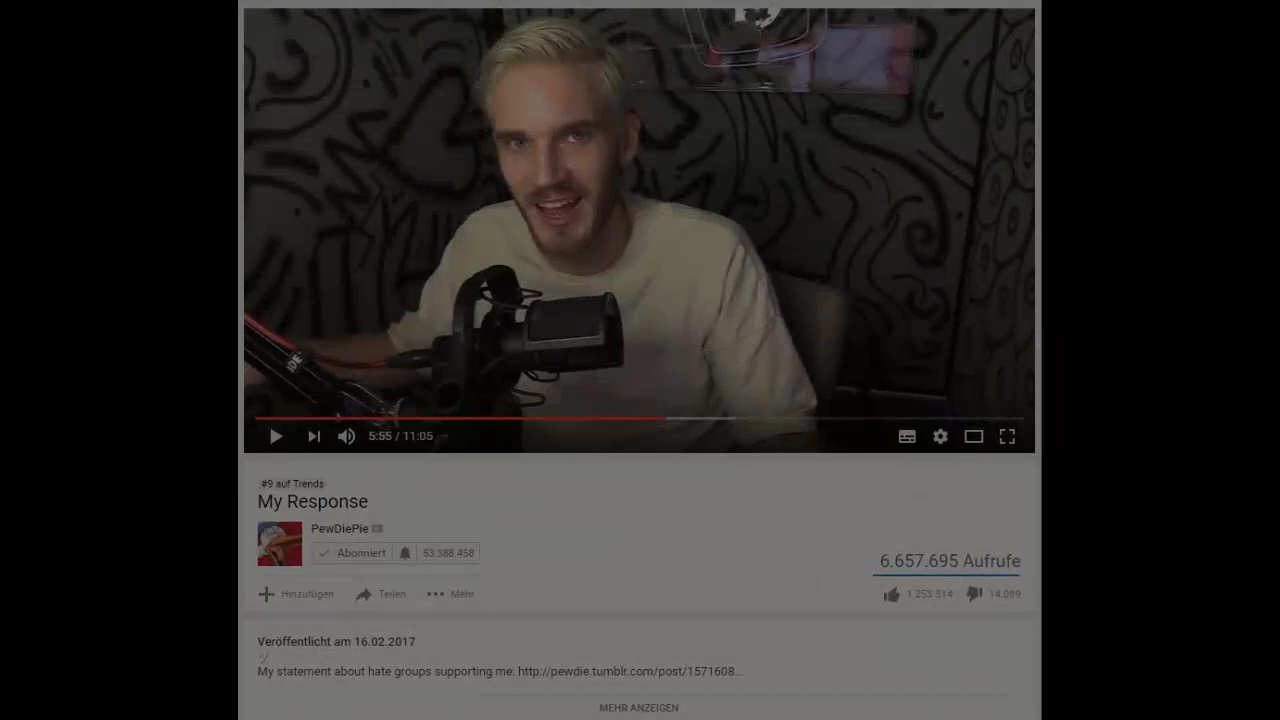 5:55 / 11:05
#9 auf Trends
My Response
PewDiePie
Abonniert 53.388.458
6.657.695 Aufrufe
Hinzufügen Teilen Mehr 1.253.514 14.089
Veröffentlicht am 16.02.2017
ツ
My statement about hate groups supporting me: http://pewdie.tumblr.com/post/1571608...
MEHR ANZEIGEN